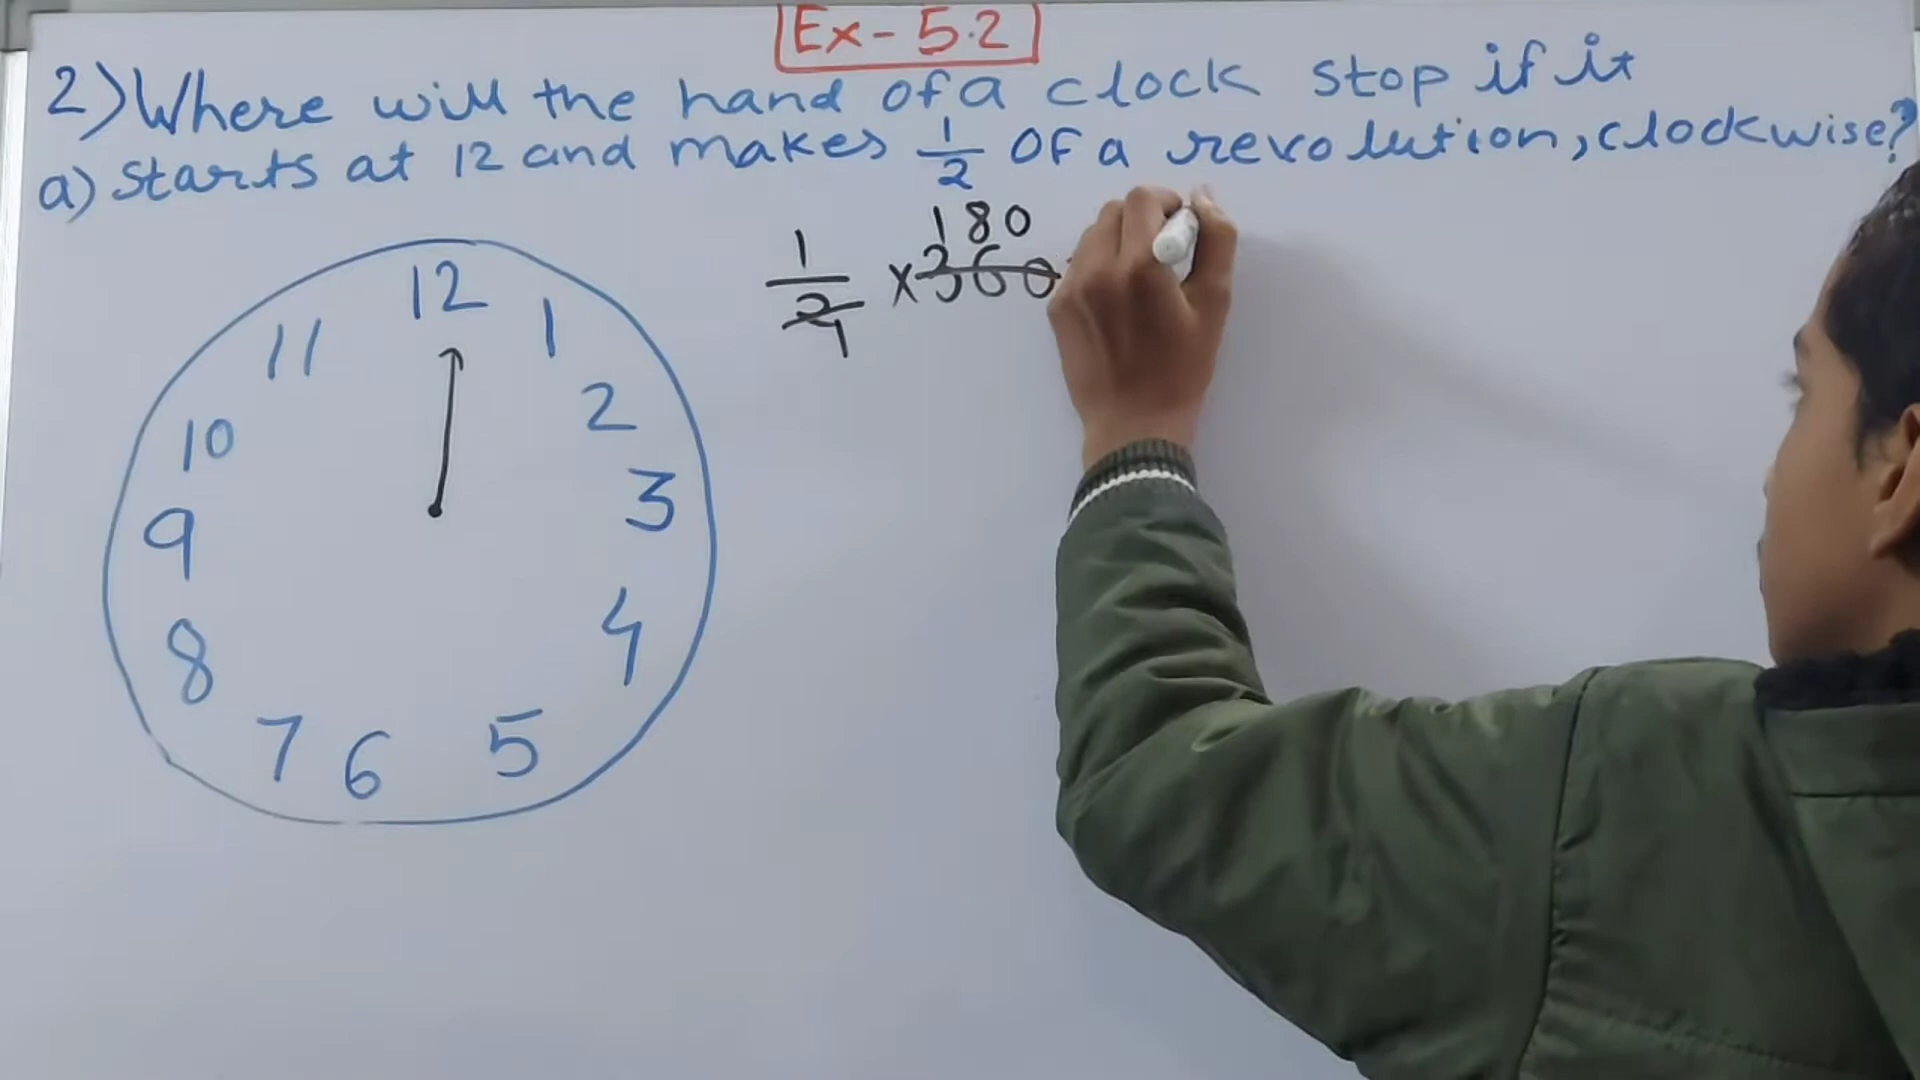 Ex - 5.2
2) Where will the hand of a clock stop if it
a) starts at 12 and makes 1/2 of a revolution, clockwise?
180
1/2 × 360
1
12
11 1
10 2
9 3
8 4
7 6 5